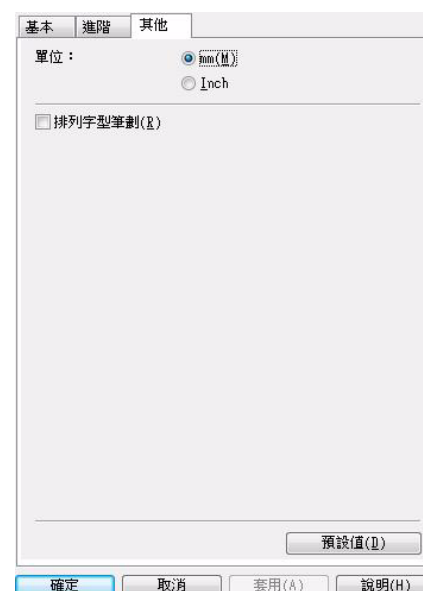 基本 進階 其他
單位： mm(M)
Inch
排列字型筆劃(R)
預設值(D)
確定 取消 套用(A) 說明(H)